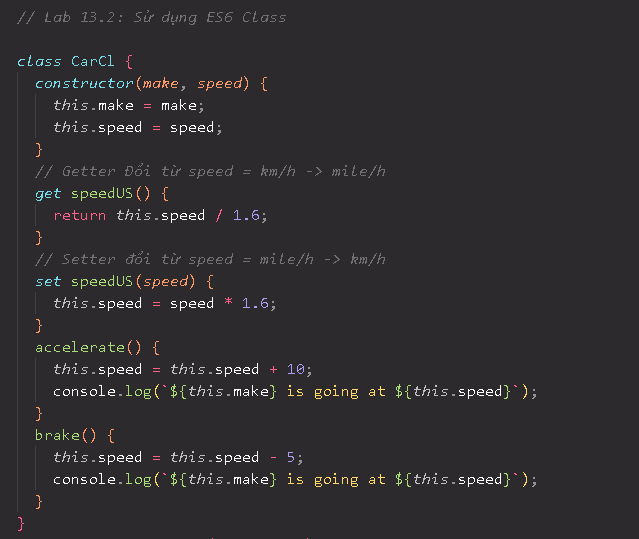 // Lab 13.2: Sử dụng ES6 Class
class CarCl {
constructor(make, speed) {
this.make = make;
this.speed = speed;
}
// Getter Đổi từ speed = km/h -> mile/h
get speedUS() {
return this.speed / 1.6;
}
// Setter đổi từ speed = mile/h -> km/h
set speedUS(speed) {
this.speed = speed * 1.6;
}
accelerate() {
this.speed = this.speed + 10;
console.log(`${this.make} is going at ${this.speed}`);
}
brake() {
this.speed = this.speed - 5;
console.log(`${this.make} is going at ${this.speed}`);
}
}